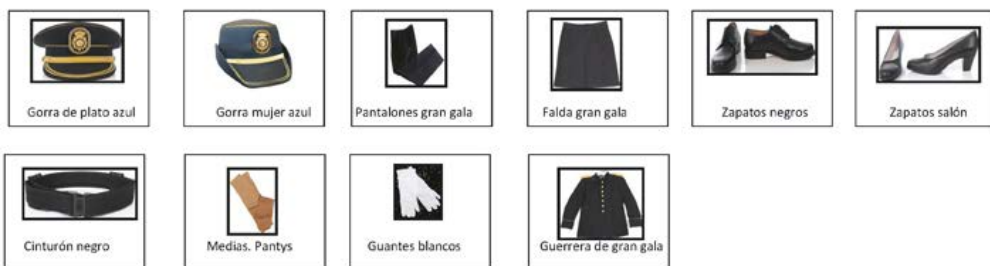 Gorra de plato azul
Gorra mujer azul
Pantalones gran gala
Falda gran gala
Zapatos negros
Zapatos salón
Cinturón negro
Medias. Pantys
Guantes blancos
Guerrera de gran gala